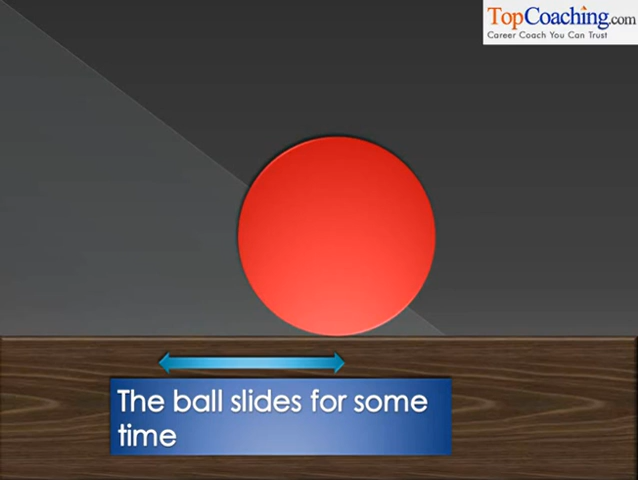 TopCoaching.com
Career Coach You Can Trust
The ball slides for some
time